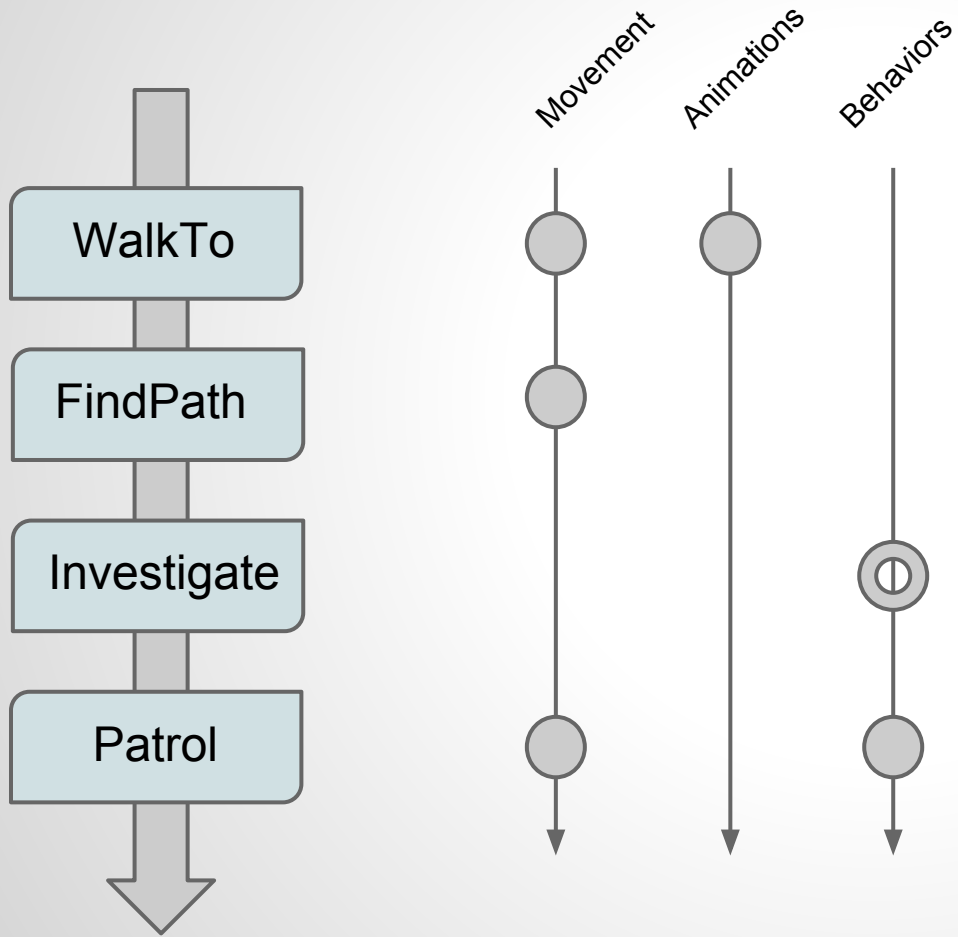 Movement
Animations
Behaviors
WalkTo
FindPath
Investigate
Patrol